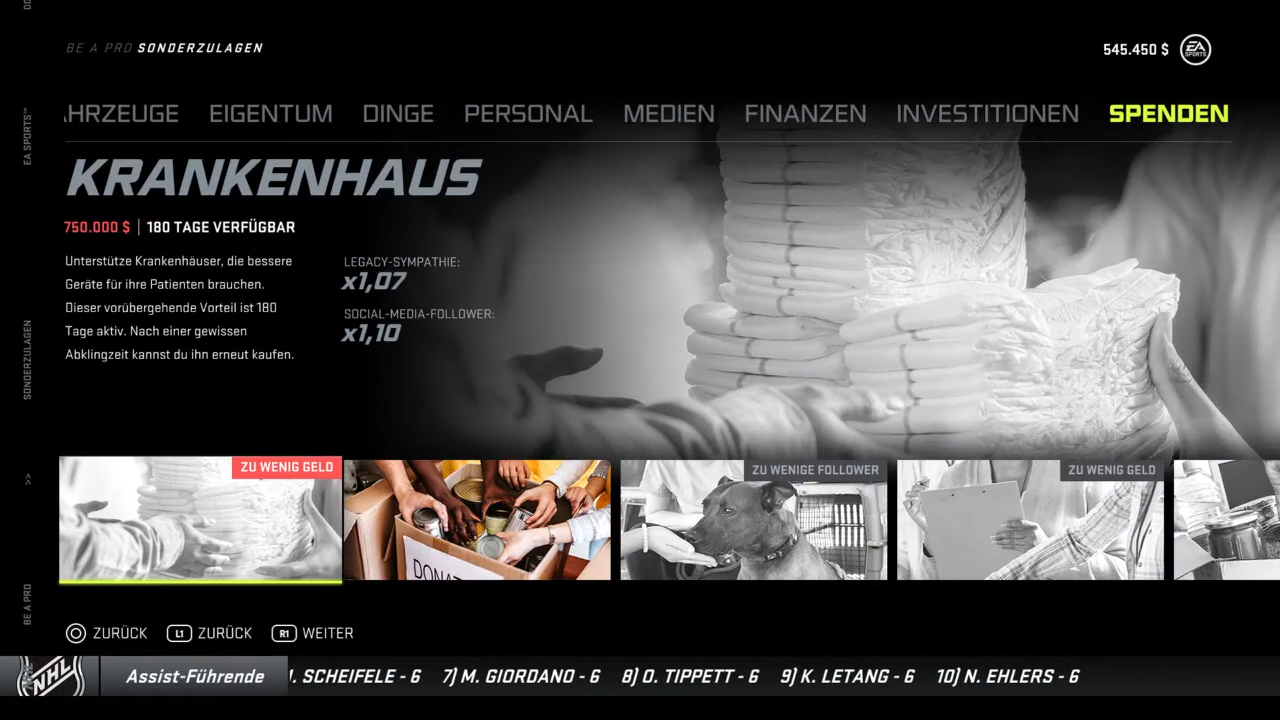 BE A PRO SONDERZULAGEN
545.450 $
EA SPORTS
AHRZEUGE EIGENTUM DINGE PERSONAL MEDIEN FINANZEN INVESTITIONEN SPENDEN
KRANKENHAUS
750.000 $ | 180 TAGE VERFÜGBAR
Unterstütze Krankenhäuser, die bessere
Geräte für ihre Patienten brauchen.
Dieser vorübergehende Vorteil ist 180
Tage aktiv. Nach einer gewissen
Abklingzeit kannst du ihn erneut kaufen.
LEGACY-SYMPATHIE:
x1,07
SOCIAL-MEDIA-FOLLOWER:
x1,10
EA SPORTS™
SONDERZULAGEN
>>
BE A PRO
ZU WENIG GELD
DONAT
ZU WENIGE FOLLOWER
ZU WENIG GELD
ZURÜCK L1 ZURÜCK R1 WEITER
NHL
Assist-Führende
. SCHEIFELE - 6 7) M. GIORDANO - 6 8) O. TIPPETT - 6 9) K. LETANG - 6 10) N. EHLERS - 6